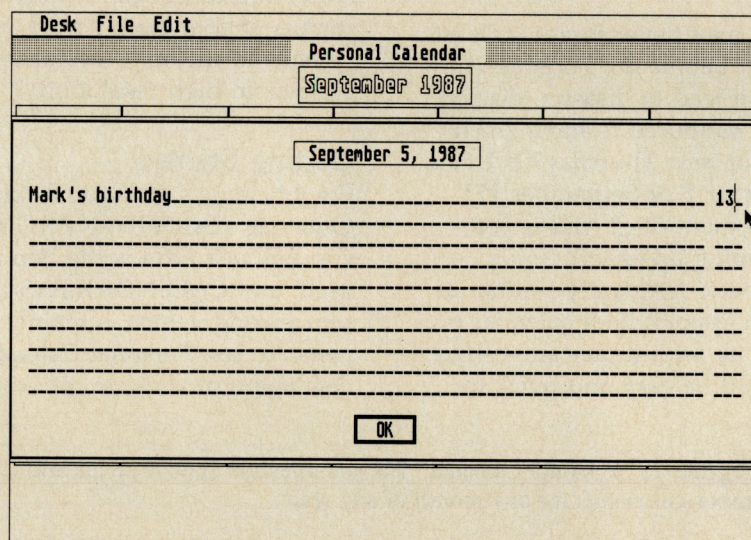 Desk File Edit
Personal Calendar
September 1987
September 5, 1987
Mark's birthday 13
OK